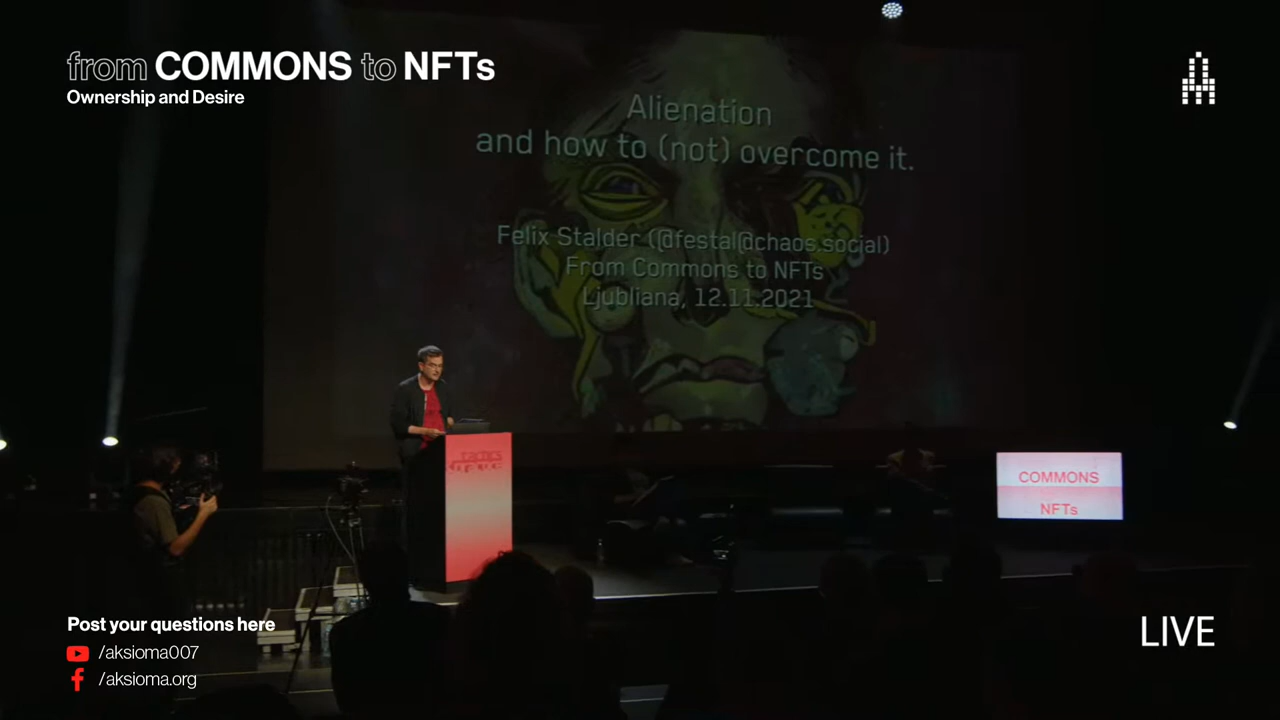 from COMMONS to NFTs
Ownership and Desire
Alienation
and how to (not) overcome it.
Felix Stalder (@festal@chaos.social)
From Commons to NFTs
Ljubliana, 12.11.2021
COMMONS
NFTs
Post your questions here
/aksioma007
/aksioma.org
LIVE